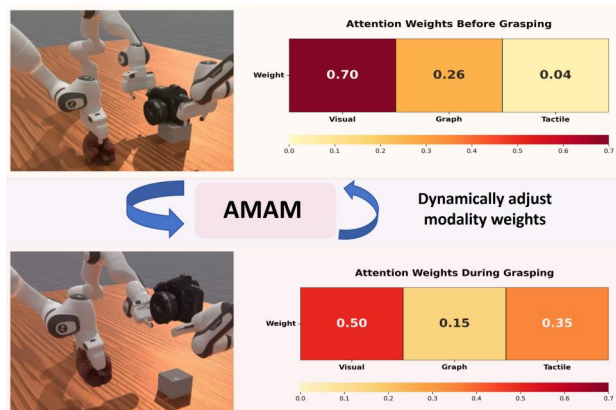 Attention Weights Before Grasping
Weight
0.70
0.26
0.04
Visual
Graph
Tactile
0.0
0.1
0.2
0.3
0.4
0.5
0.6
0.7
AMAM
Dynamically adjust
modality weights
Attention Weights During Grasping
Weight
0.50
0.15
0.35
Visual
Graph
Tactile
0.0
0.1
0.2
0.3
0.4
0.5
0.6
0.7